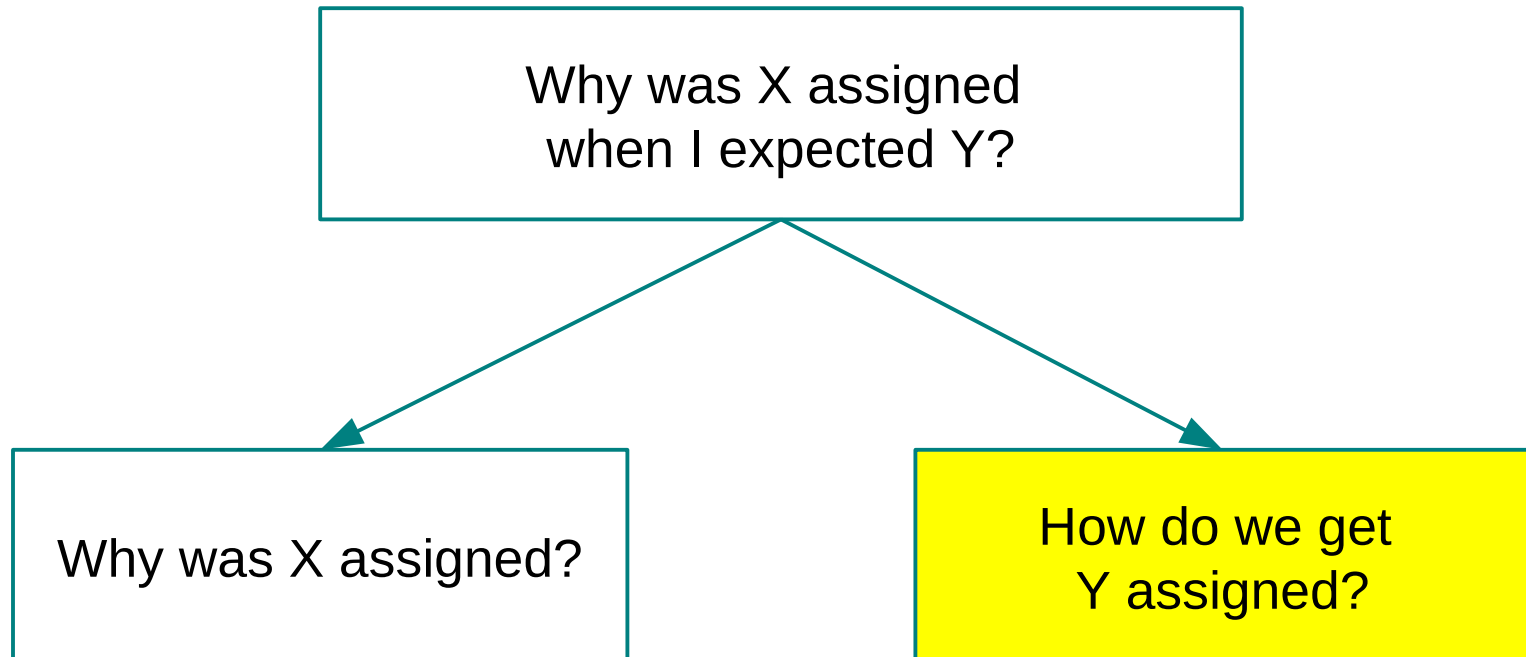 Why was X assigned
when I expected Y?
Why was X assigned?
How do we get
Y assigned?